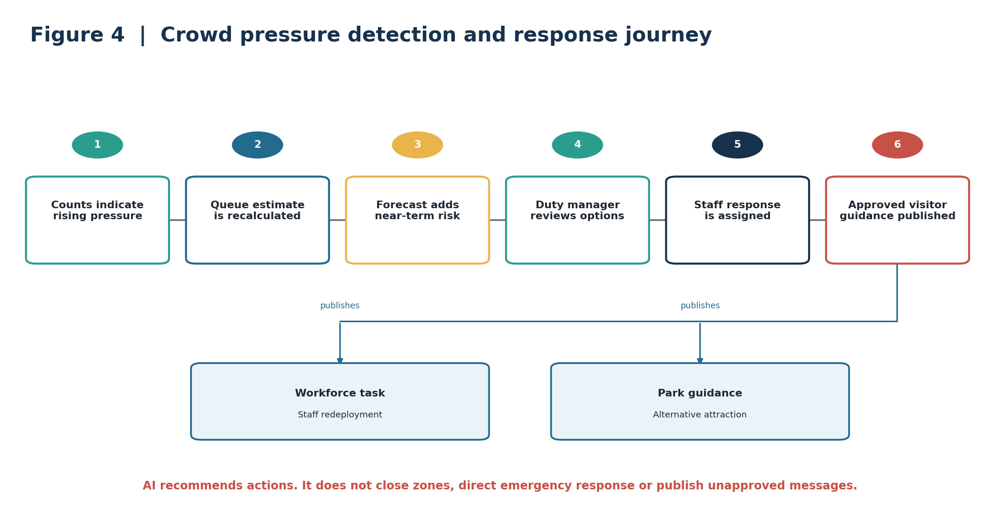 Figure 4 | Crowd pressure detection and response journey
1
2
3
4
5
6
Counts indicate
rising pressure
Queue estimate
is recalculated
Forecast adds
near-term risk
Duty manager
reviews options
Staff response
is assigned
Approved visitor
guidance published
publishes
publishes
Workforce task
Staff redeployment
Park guidance
Alternative attraction
AI recommends actions. It does not close zones, direct emergency response or publish unapproved messages.